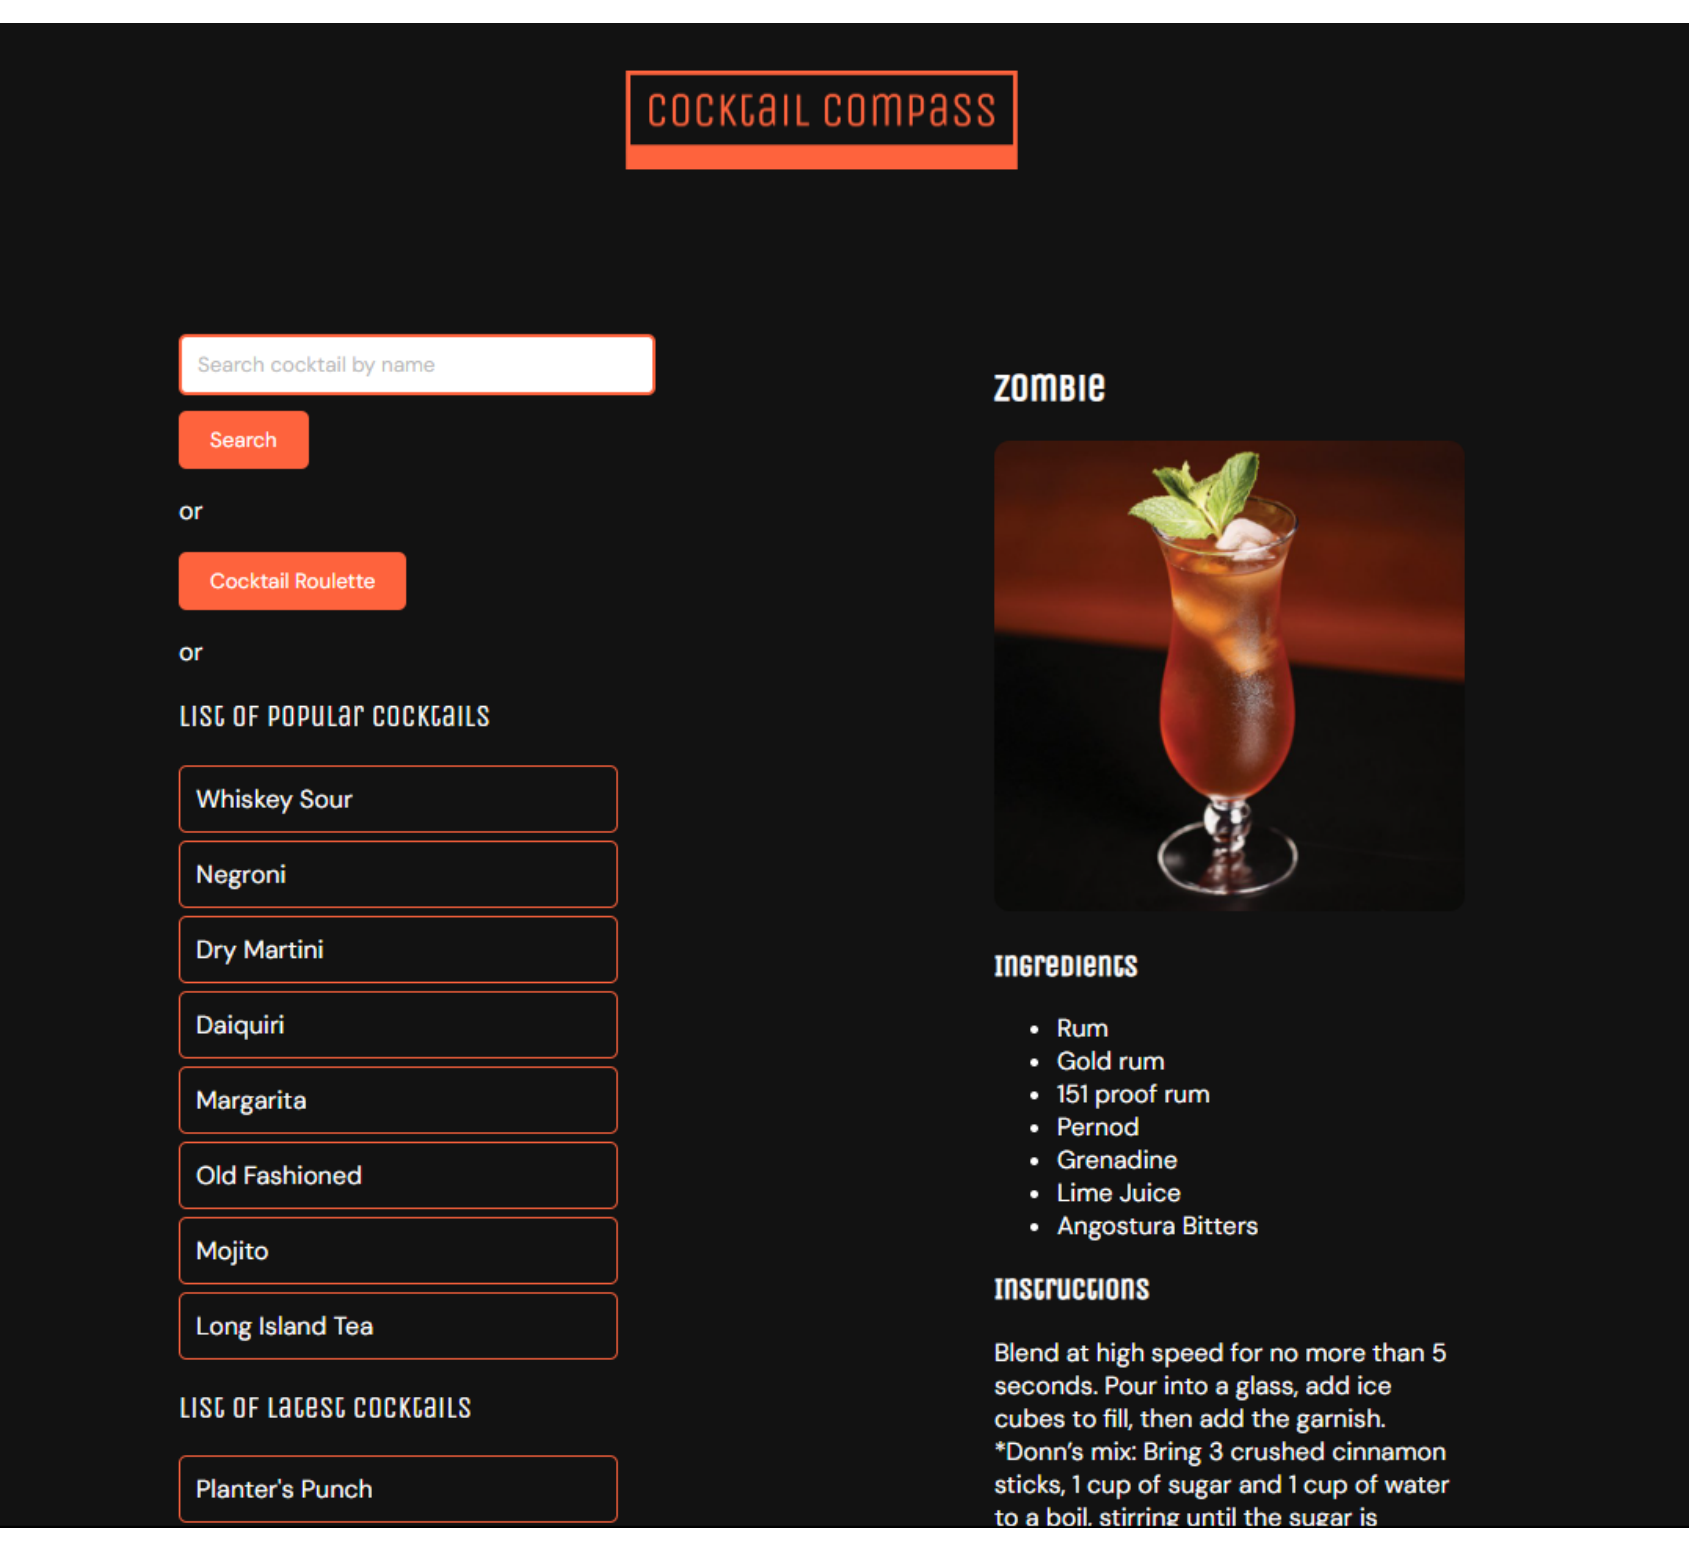 Cocktail Compass
Search cocktail by name
Search
or
Cocktail Roulette
or
List of popular cocktails
Whiskey Sour
Negroni
Dry Martini
Daiquiri
Margarita
Old Fashioned
Mojito
Long Island Tea
List of latest cocktails
Planter's Punch
Zombie
Ingredients
Rum
Gold rum
151 proof rum
Pernod
Grenadine
Lime Juice
Angostura Bitters
Instructions
Blend at high speed for no more than 5
seconds. Pour into a glass, add ice
cubes to fill, then add the garnish.
*Donn’s mix: Bring 3 crushed cinnamon
sticks, 1 cup of sugar and 1 cup of water
to a boil, stirring until the sugar is